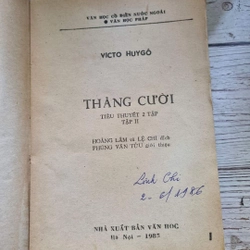 VĂN HỌC CỔ ĐIỂN NƯỚC NGOÀI
● VĂN HỌC PHÁP
VICTO HUYGÔ
THẰNG CƯỜI
TIỂU THUYẾT 2 TẬP
TẬP II
HOÀNG LÂM và LỆ CHI dịch
PHÙNG VĂN TỬU giới thiệu
Linh Chi
2-6/1986
NHÀ XUẤT BẢN VĂN HỌC
Hà Nội — 1985